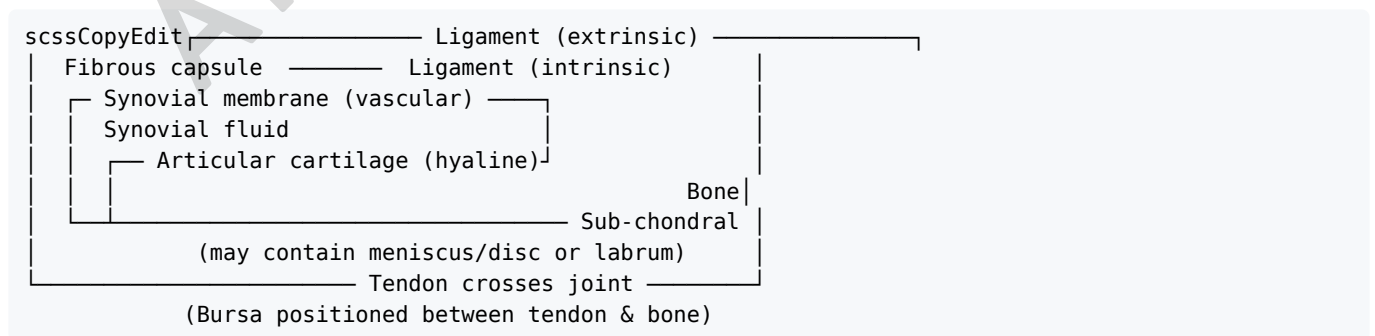 scssCopyEdit┌───────────────── Ligament (extrinsic) ───────────────┐
│ Fibrous capsule ─────── Ligament (intrinsic) │
│ ┌─ Synovial membrane (vascular) ────┐ │
│ │ Synovial fluid │ │
│ │ ┌── Articular cartilage (hyaline)┘ │
│ │ │ Bone│
│ └──┴────────────────────────────────── Sub-chondral │
│ (may contain meniscus/disc or labrum) │
└──────────────────────── Tendon crosses joint ────────┘
(Bursa positioned between tendon & bone)